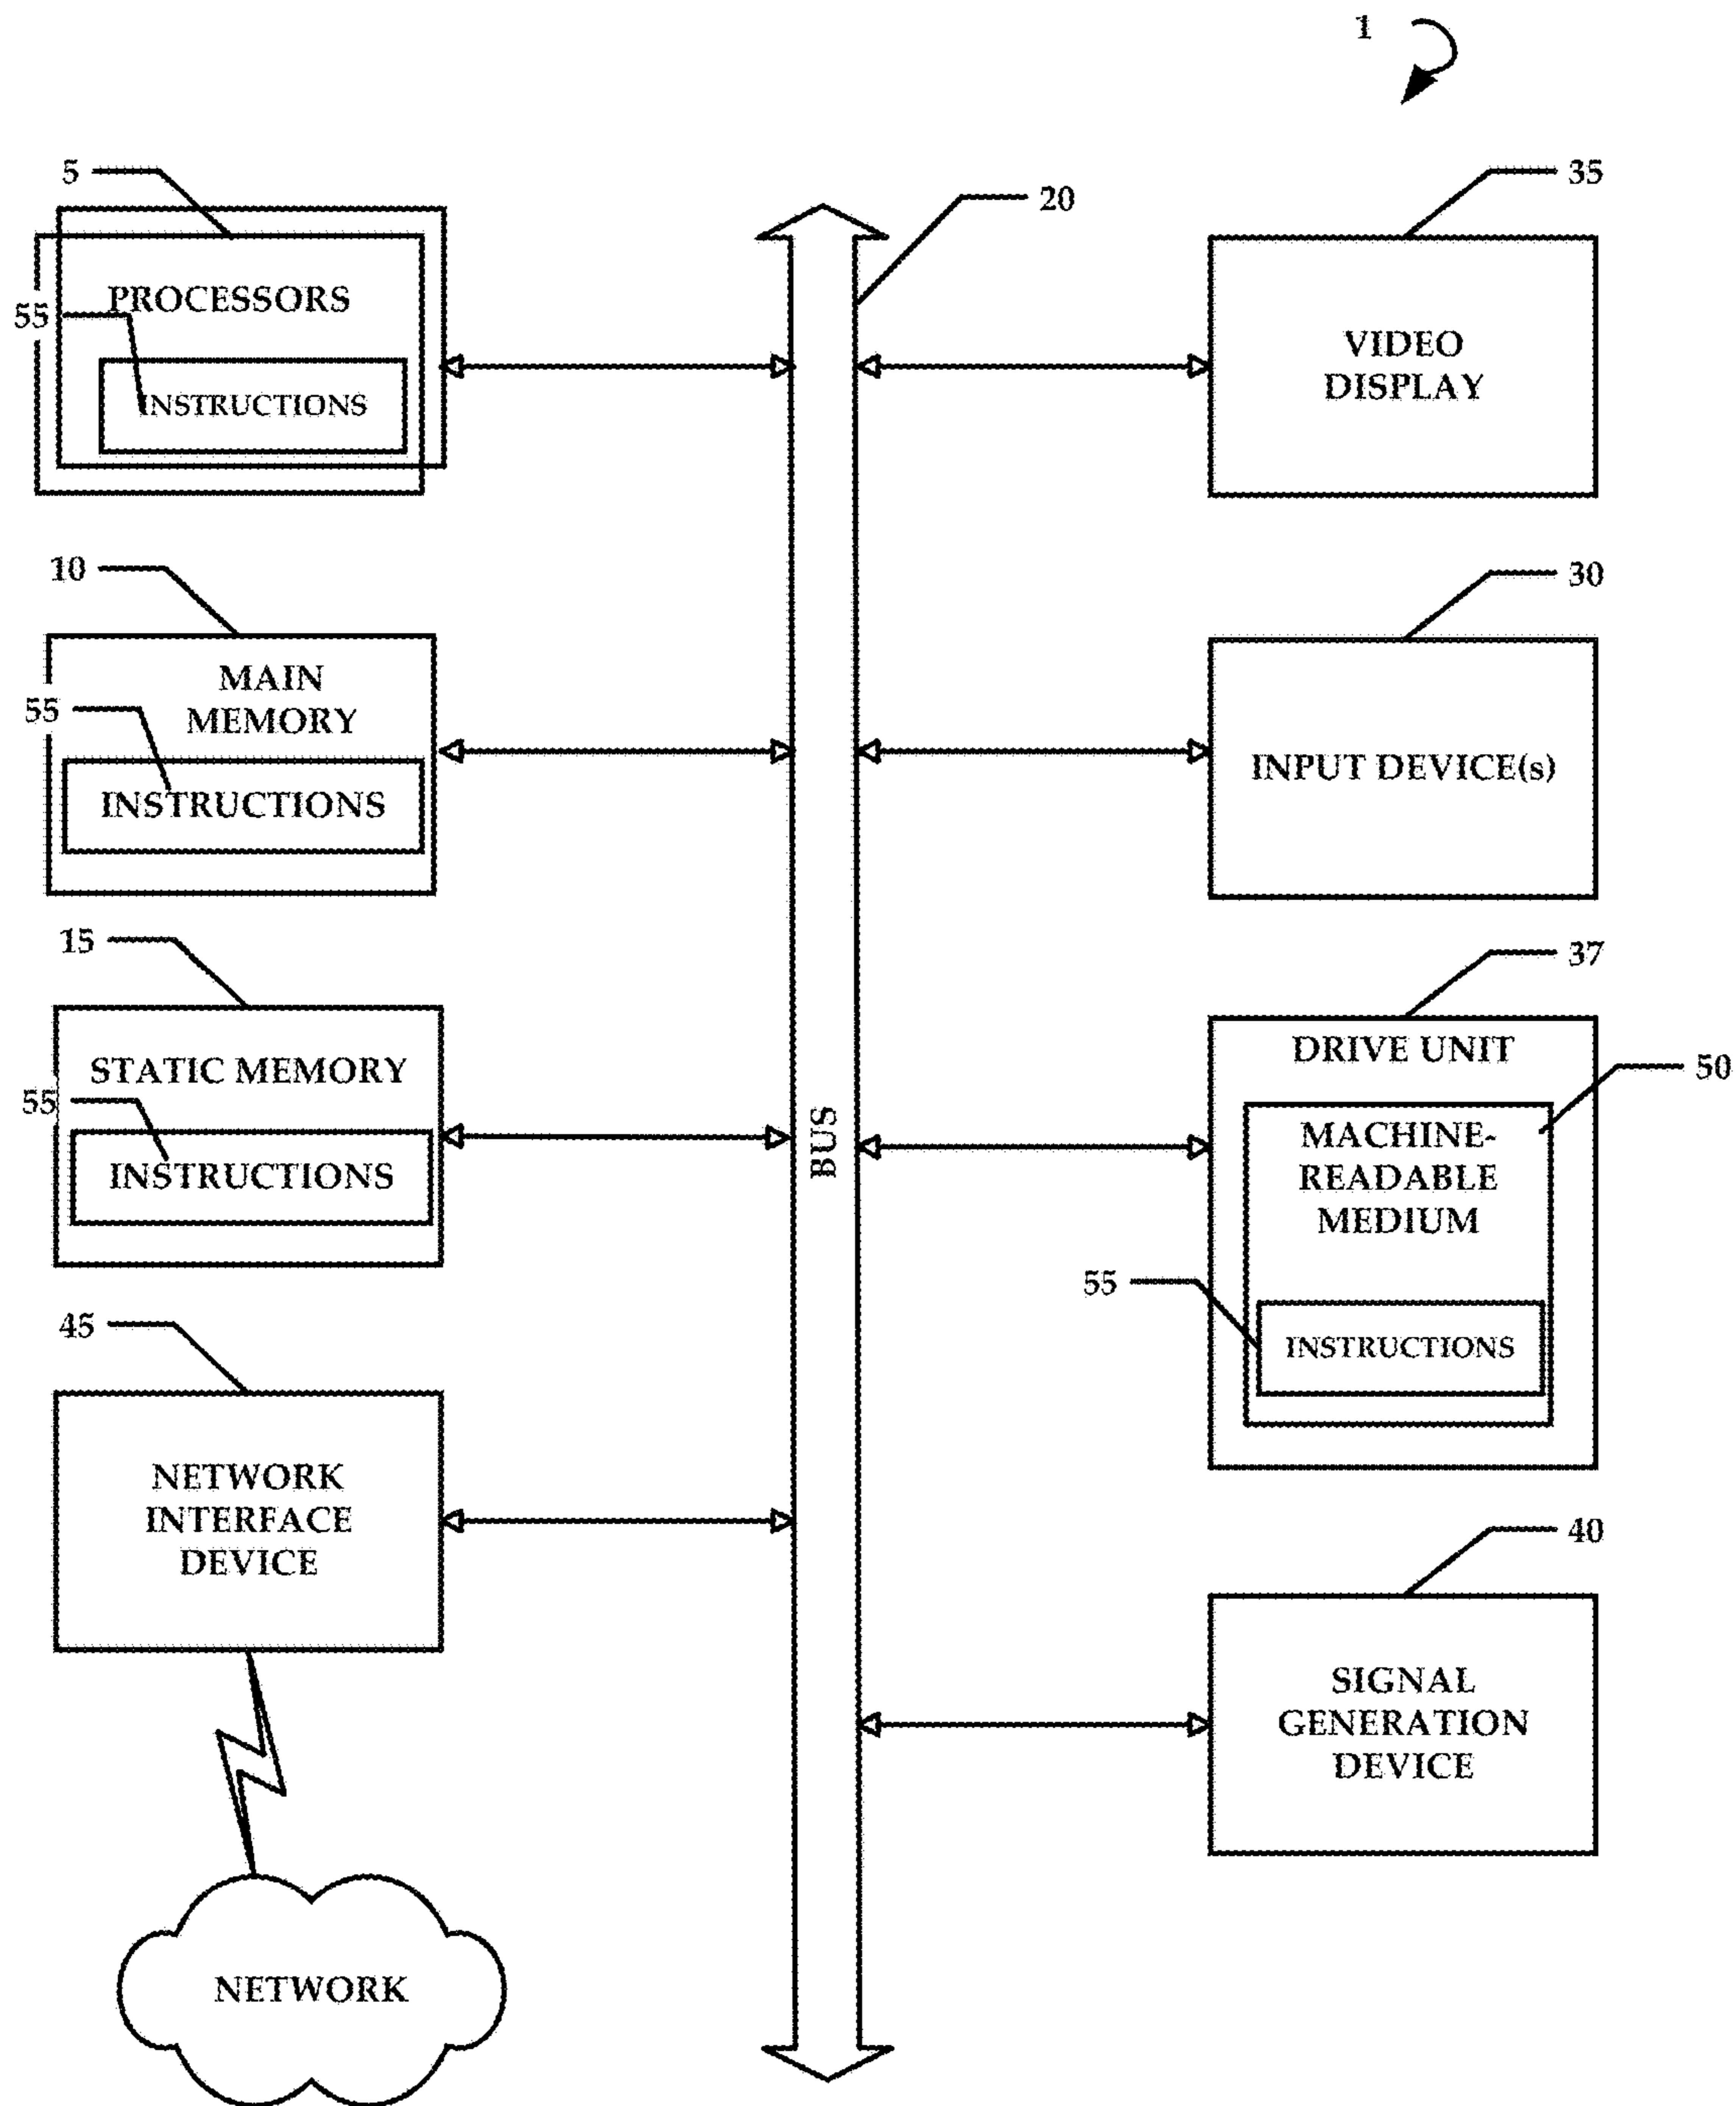 1
5
PROCESSORS
55
INSTRUCTIONS
20
35
VIDEO
DISPLAY
10
MAIN
MEMORY
55
INSTRUCTIONS
30
INPUT DEVICE(s)
15
STATIC MEMORY
55
INSTRUCTIONS
BUS
37
DRIVE UNIT
50
MACHINE-
READABLE
MEDIUM
55
INSTRUCTIONS
45
NETWORK
INTERFACE
DEVICE
40
SIGNAL
GENERATION
DEVICE
NETWORK